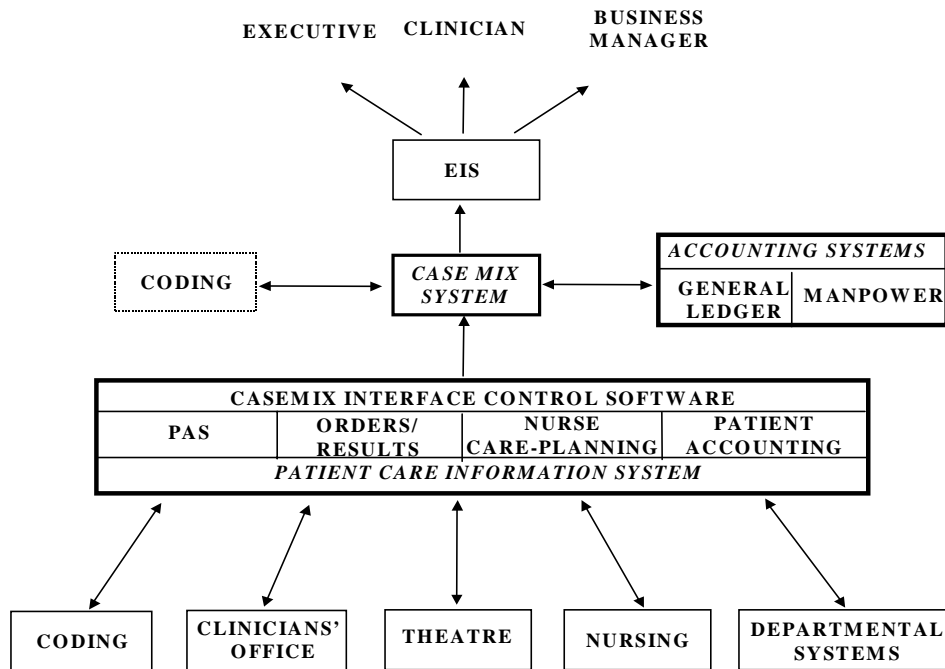 EXECUTIVE
CLINICIAN
BUSINESS
MANAGER
EIS
CODING
CASE MIX
SYSTEM
ACCOUNTING SYSTEMS
GENERAL
LEDGER
MANPOWER
CASEMIX INTERFACE CONTROL SOFTWARE
PAS
ORDERS/
RESULTS
NURSE
CARE-PLANNING
PATIENT
ACCOUNTING
PATIENT CARE INFORMATION SYSTEM
CODING
CLINICIANS'
OFFICE
THEATRE
NURSING
DEPARTMENTAL
SYSTEMS